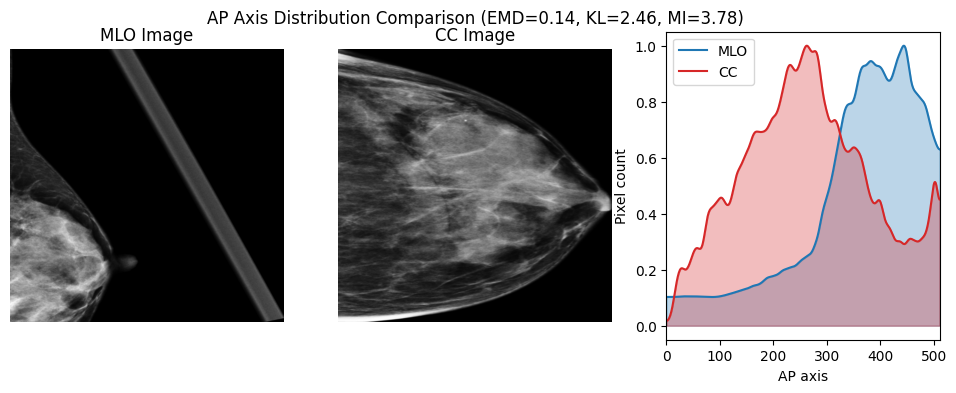 AP Axis Distribution Comparison (EMD=0.14, KL=2.46, MI=3.78)
MLO Image
CC Image
MLO
CC
Pixel count
1.0
0.8
0.6
0.4
0.2
0.0
0 100 200 300 400 500
AP axis